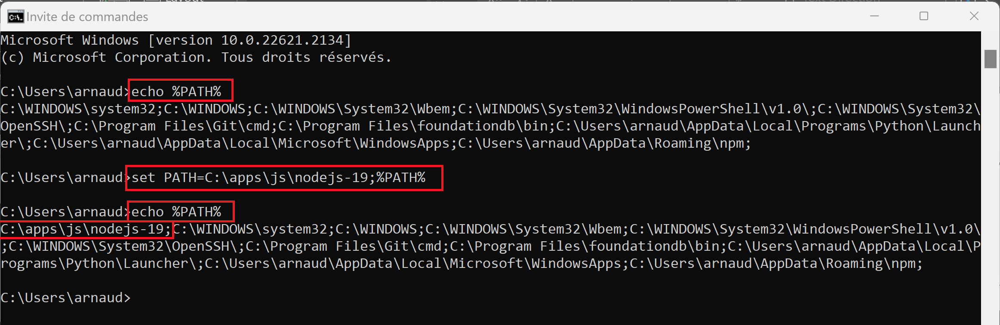 Layout
Text Direction
Invite de commandes
Microsoft Windows [version 10.0.22621.2134]
(c) Microsoft Corporation. Tous droits réservés.
C:\Users\arnaud>echo %PATH%
C:\WINDOWS\system32;C:\WINDOWS;C:\WINDOWS\System32\Wbem;C:\WINDOWS\System32\WindowsPowerShell\v1.0\;C:\WINDOWS\System32\
OpenSSH\;C:\Program Files\Git\cmd;C:\Program Files\foundationdb\bin;C:\Users\arnaud\AppData\Local\Programs\Python\Launch
er\;C:\Users\arnaud\AppData\Local\Microsoft\WindowsApps;C:\Users\arnaud\AppData\Roaming\npm;
C:\Users\arnaud>set PATH=C:\apps\js\nodejs-19;%PATH%
C:\Users\arnaud>echo %PATH%
C:\apps\js\nodejs-19;C:\WINDOWS\system32;C:\WINDOWS;C:\WINDOWS\System32\Wbem;C:\WINDOWS\System32\WindowsPowerShell\v1.0\
;C:\WINDOWS\System32\OpenSSH\;C:\Program Files\Git\cmd;C:\Program Files\foundationdb\bin;C:\Users\arnaud\AppData\Local\P
rograms\Python\Launcher\;C:\Users\arnaud\AppData\Local\Microsoft\WindowsApps;C:\Users\arnaud\AppData\Roaming\npm;
C:\Users\arnaud>